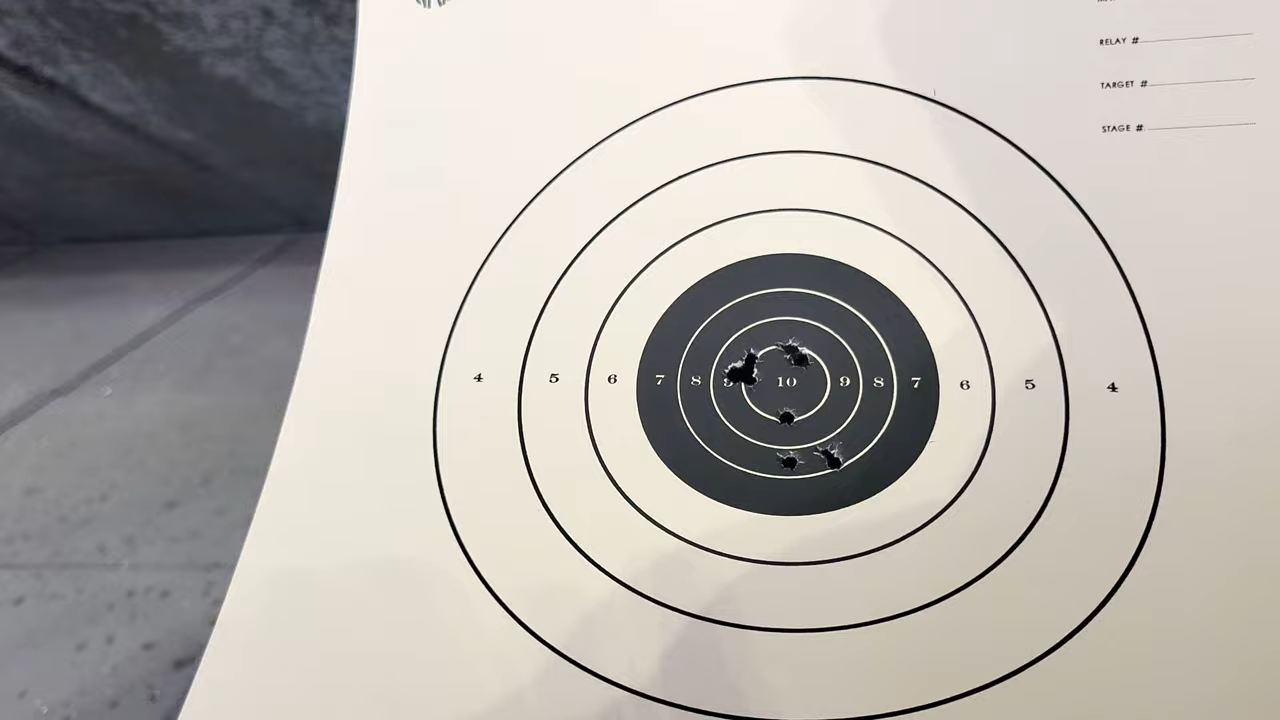 RELAY #
TARGET #
STAGE #
4 5 6 7 8 9 10 9 8 7 6 5 4